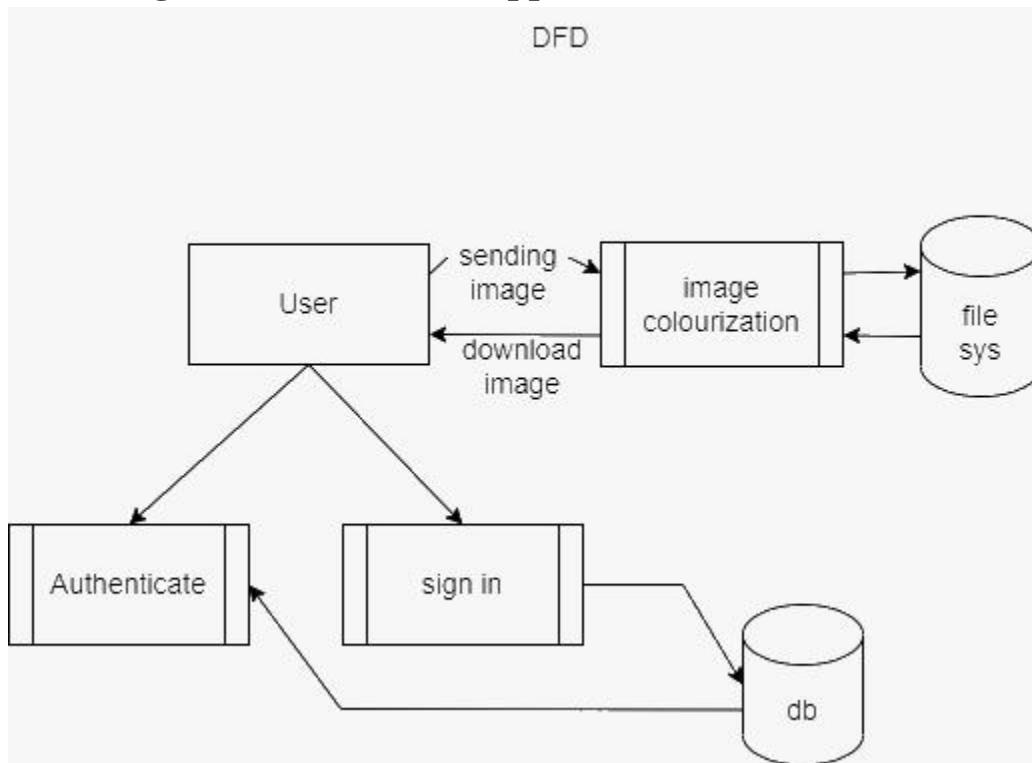 DFD
sending
image
User
image
colourization
file
sys
download
image
Authenticate
sign in
db